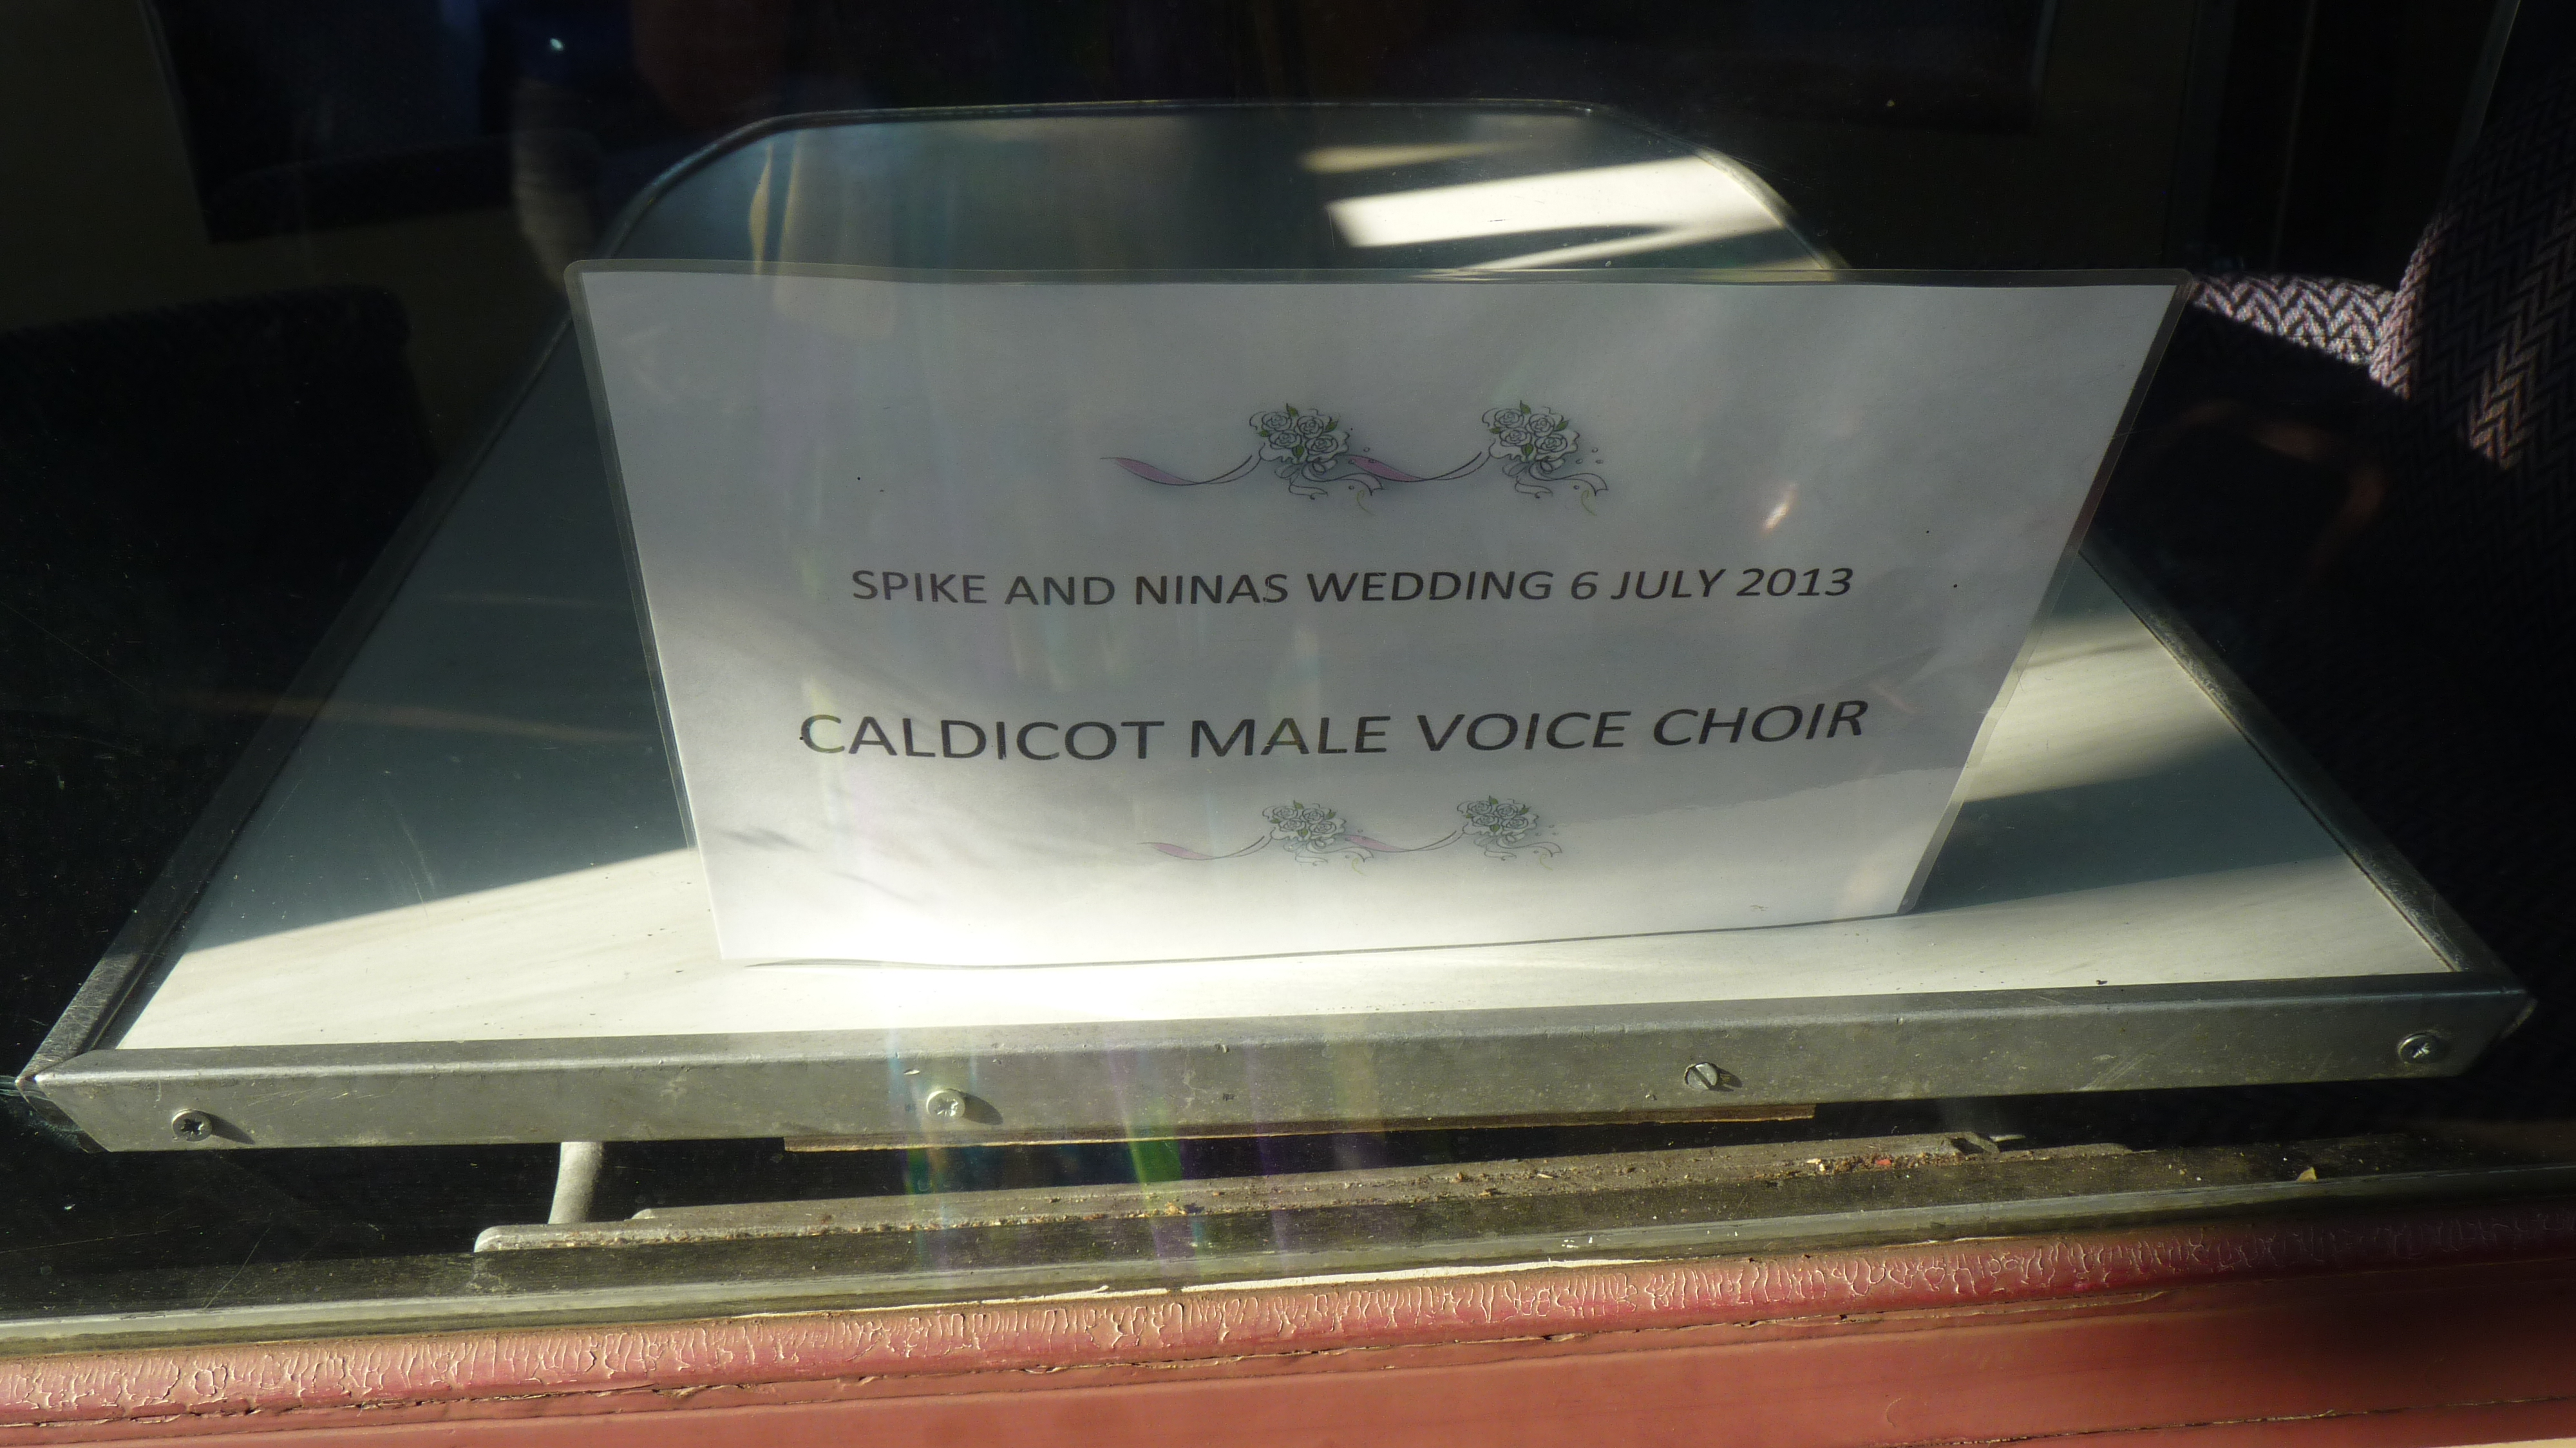 SPIKE AND NINAS WEDDING 6 JULY 2013
CALDICOT MALE VOICE CHOIR